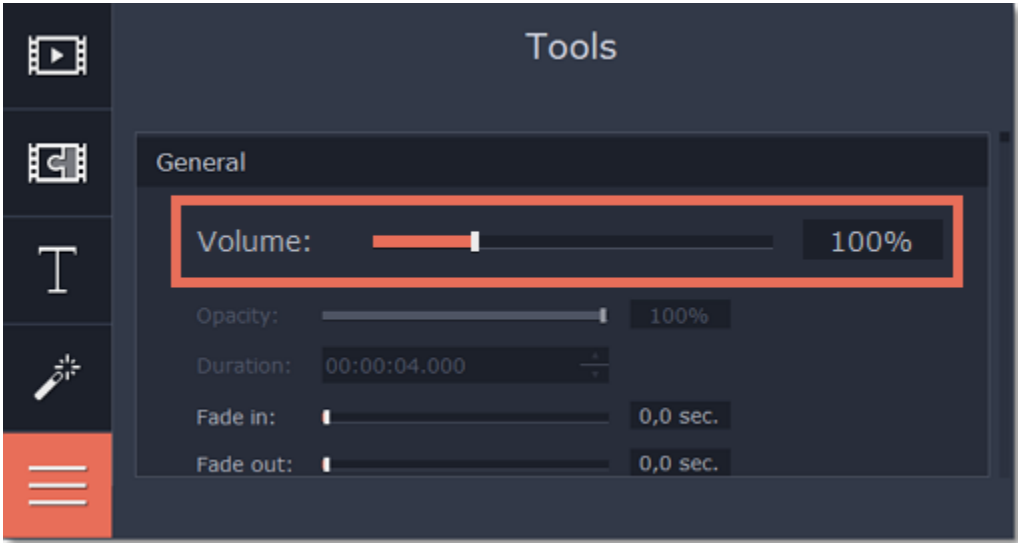 Tools
General
Volume: 100%
Opacity: 100%
Duration: 00:00:04.000
Fade in: 0,0 sec.
Fade out: 0,0 sec.